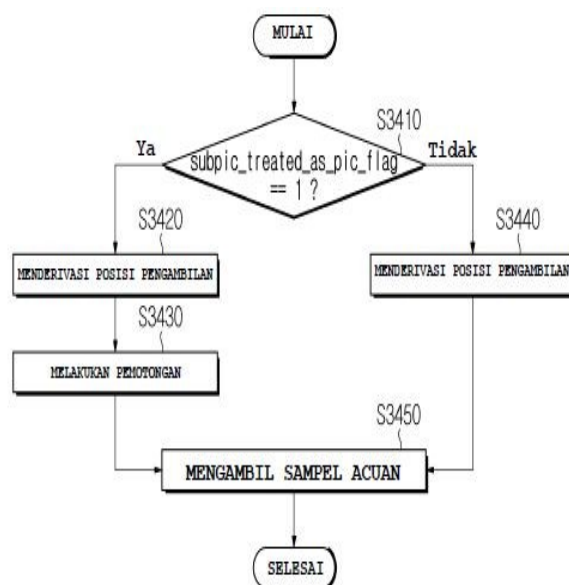 MULAI
S3410
Ya
subpic_treated_as_pic_flag
== 1 ?
Tidak
S3420
MENDERIVASI POSISI PENGAMBILAN
S3440
MENDERIVASI POSISI PENGAMBILAN
S3430
MELAKUKAN PEMOTONGAN
S3450
MENGAMBIL SAMPEL ACUAN
SELESAI